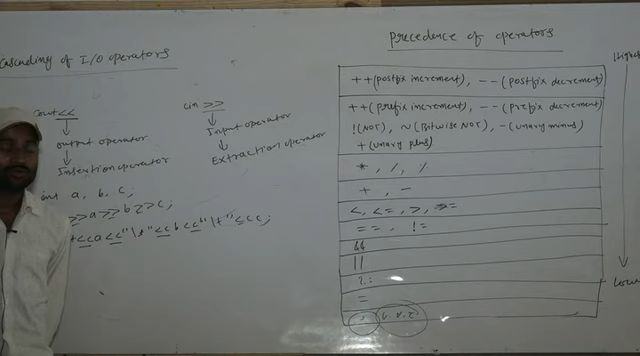 Cascading of I/O operators
cout <<
output operator
Insertion operator
cin >>
Input operator
Extraction operator
int a, b, c,
>>a>>b>>c;
<<a<<"\t"<<b<<"\t"<<c;
Precedence of operators
Highest
++(postfix increment), --(postfix decrement)
++(prefix increment), --(prefix decrement)
!(NOT), ~(Bitwise NOT), -(unary minus)
+(unary plus)
*, /, %
+, -
<, <=, >, >=
==, !=
&&
||
?:
=
,
Lowest